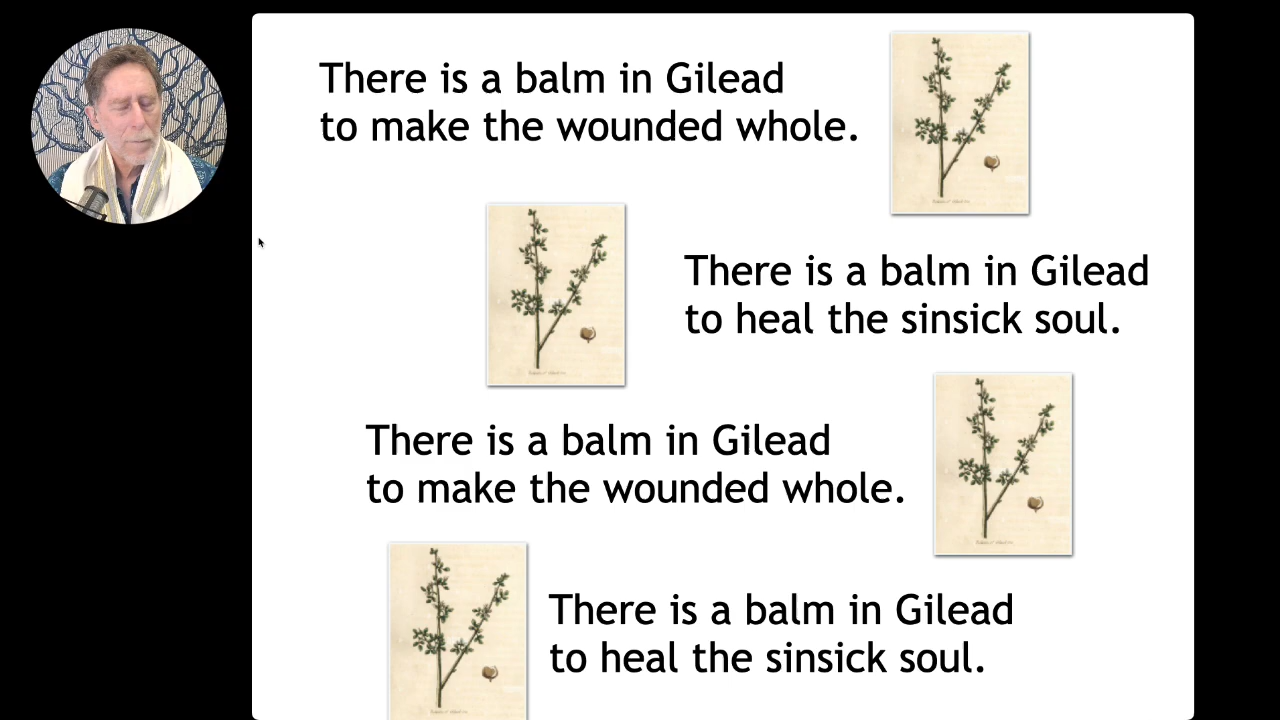 There is a balm in Gilead
to make the wounded whole.
There is a balm in Gilead
to heal the sinsick soul.
There is a balm in Gilead
to make the wounded whole.
There is a balm in Gilead
to heal the sinsick soul.